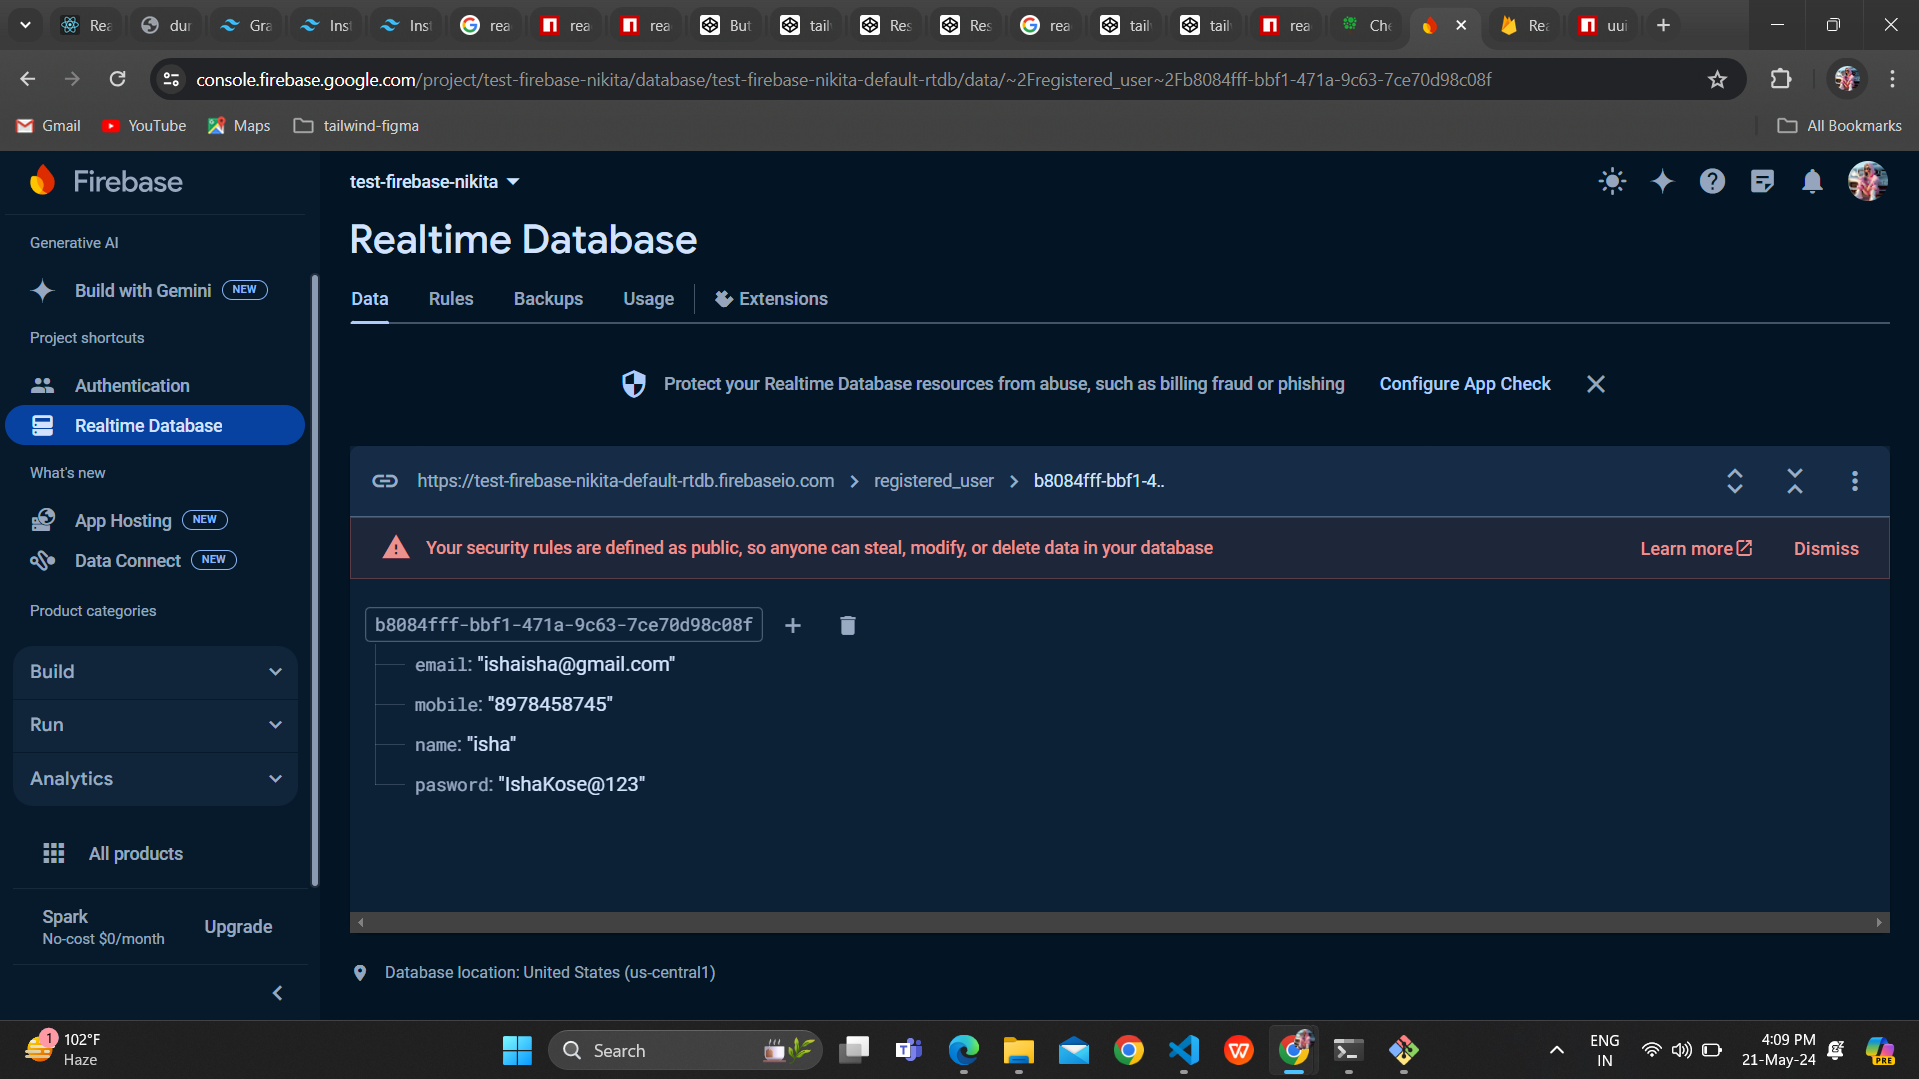 Rea
dur
Gra
Inst
Inst
rea
rea
rea
But
tail
Res
Res
rea
tail
tail
rea
Che
Rea
uui
console.firebase.google.com/project/test-firebase-nikita/database/test-firebase-nikita-default-rtdb/data/~2Fregistered_user~2Fb8084fff-bbf1-471a-9c63-7ce70d98c08f
Gmail
YouTube
Maps
tailwind-figma
All Bookmarks
Firebase
test-firebase-nikita
Generative AI
Build with Gemini NEW
Project shortcuts
Authentication
Realtime Database
What's new
App Hosting NEW
Data Connect NEW
Product categories
Build
Run
Analytics
All products
Spark
No-cost $0/month
Upgrade
Realtime Database
Data
Rules
Backups
Usage
Extensions
Protect your Realtime Database resources from abuse, such as billing fraud or phishing
Configure App Check
https://test-firebase-nikita-default-rtdb.firebaseio.com > registered_user > b8084fff-bbf1-4..
Your security rules are defined as public, so anyone can steal, modify, or delete data in your database
Learn more
Dismiss
b8084fff-bbf1-471a-9c63-7ce70d98c08f
email: "ishaisha@gmail.com"
mobile: "8978458745"
name: "isha"
pasword: "IshaKose@123"
Database location: United States (us-central1)
1
102°F
Haze
Search
ENG
IN
4:09 PM
21-May-24
PRE